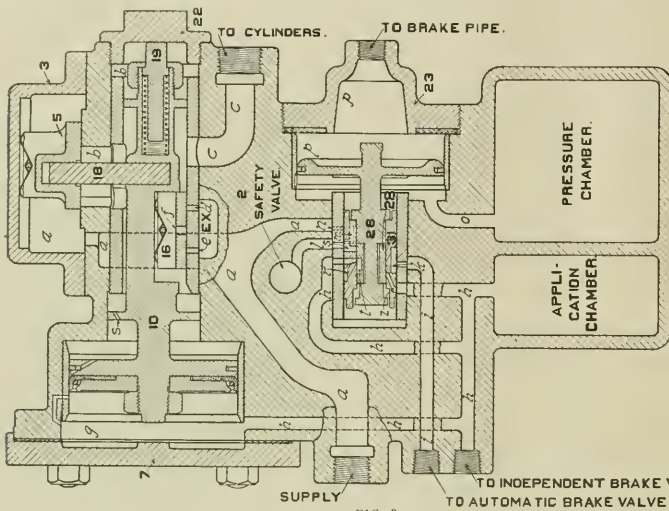 22
TO CYLINDERS.
TO BRAKE PIPE.
3
19
b
23
5
c
p
18
b
c
p
2
SAFETY
VALVE.
a
16
f
e EX. d
a
n
28
26
31
o
PRESSURE
CHAMBER.
APPLI-
CATION
CHAMBER.
s
10
a
h
h
g
a
h
h
i
7
SUPPLY
TO INDEPENDENT BRAKE V
TO AUTOMATIC BRAKE VALVE